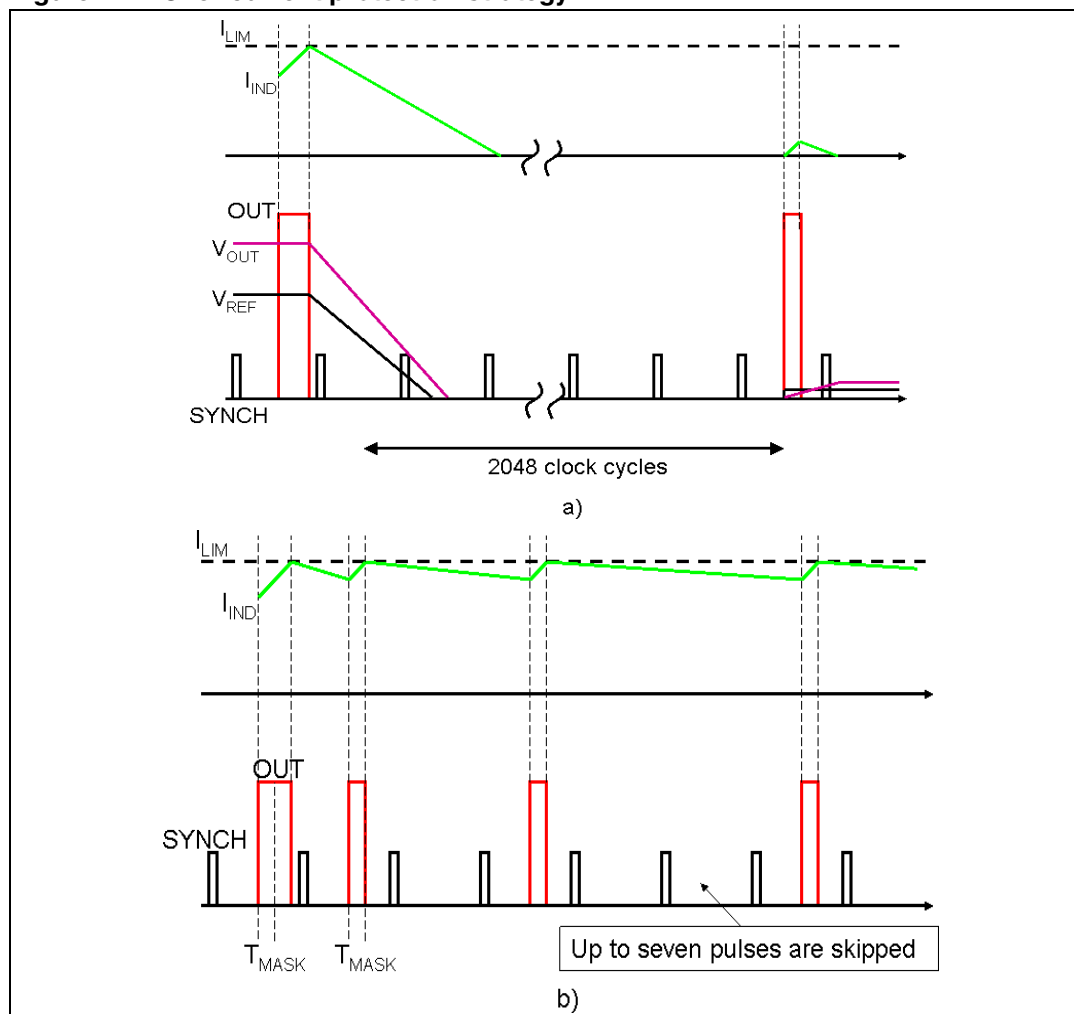 I_LIM
I_IND
OUT
V_OUT
V_REF
SYNCH
2048 clock cycles
a)
I_LIM
I_IND
OUT
SYNCH
T_MASK T_MASK
Up to seven pulses are skipped
b)